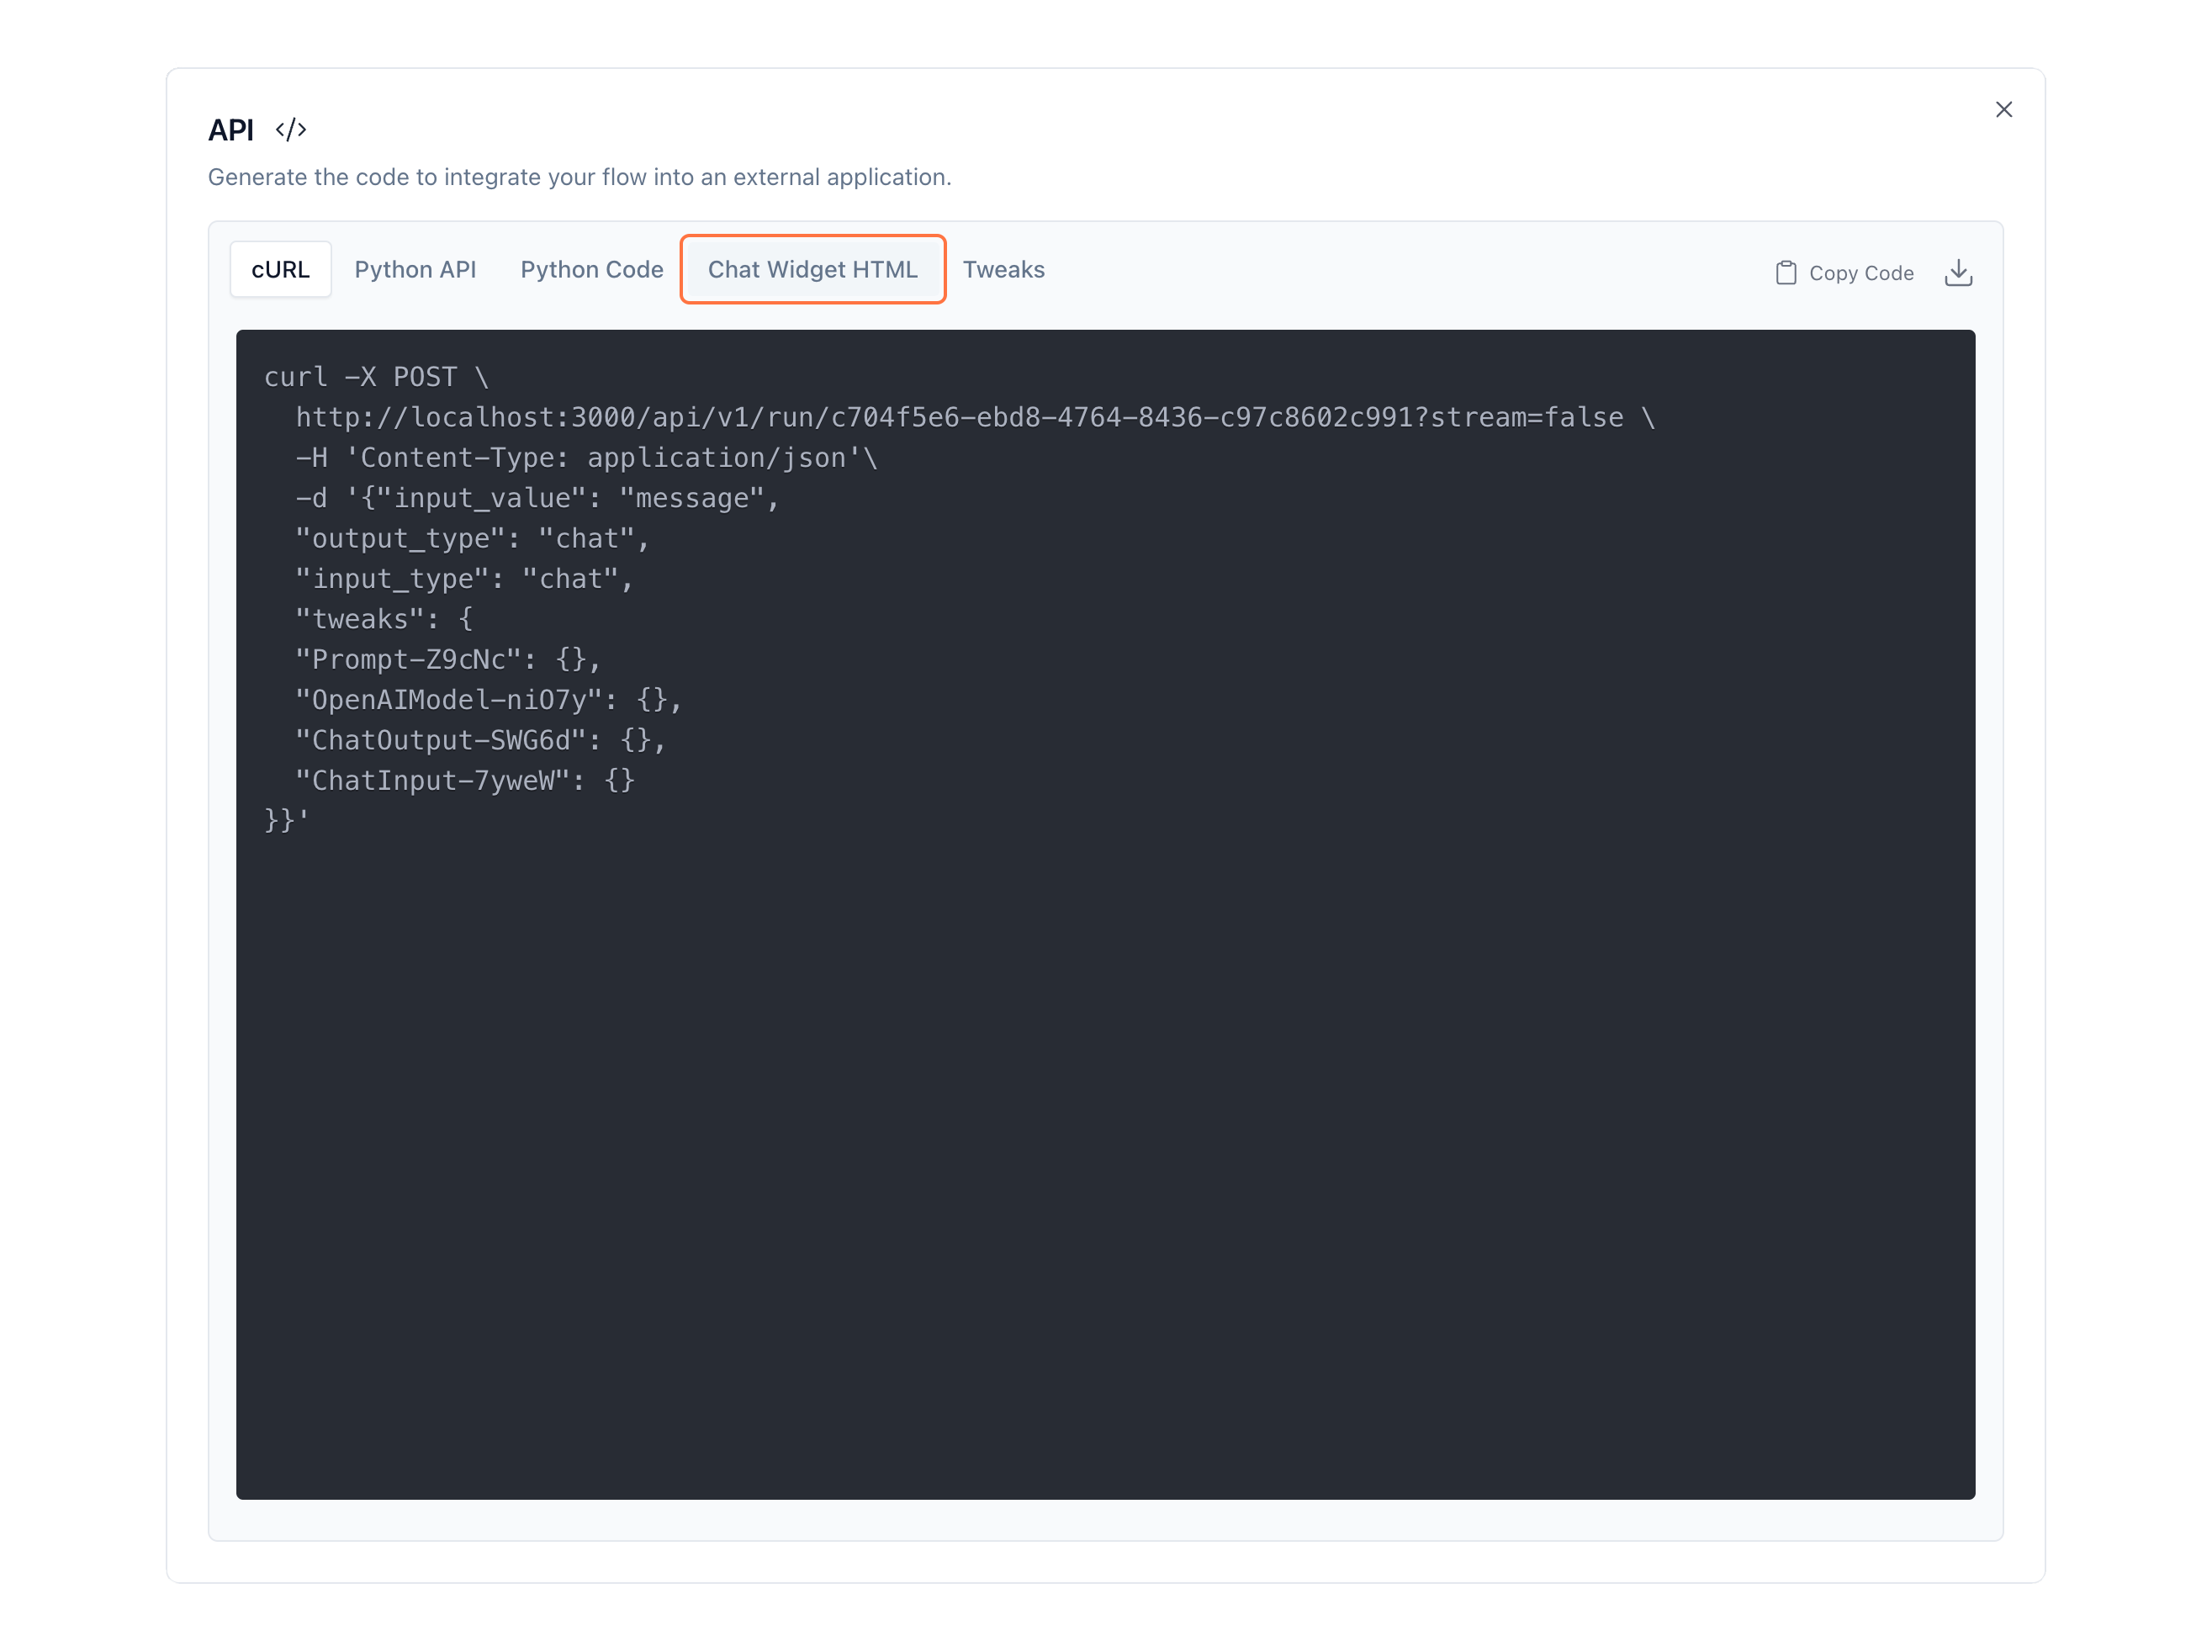 API </>
Generate the code to integrate your flow into an external application.
cURL Python API Python Code Chat Widget HTML Tweaks Copy Code
curl -X POST \
  http://localhost:3000/api/v1/run/c704f5e6-ebd8-4764-8436-c97c8602c991?stream=false \
  -H 'Content-Type: application/json'\
  -d '{"input_value": "message",
  "output_type": "chat",
  "input_type": "chat",
  "tweaks": {
  "Prompt-Z9cNc": {},
  "OpenAIModel-niO7y": {},
  "ChatOutput-SWG6d": {},
  "ChatInput-7yweW": {}
}}'